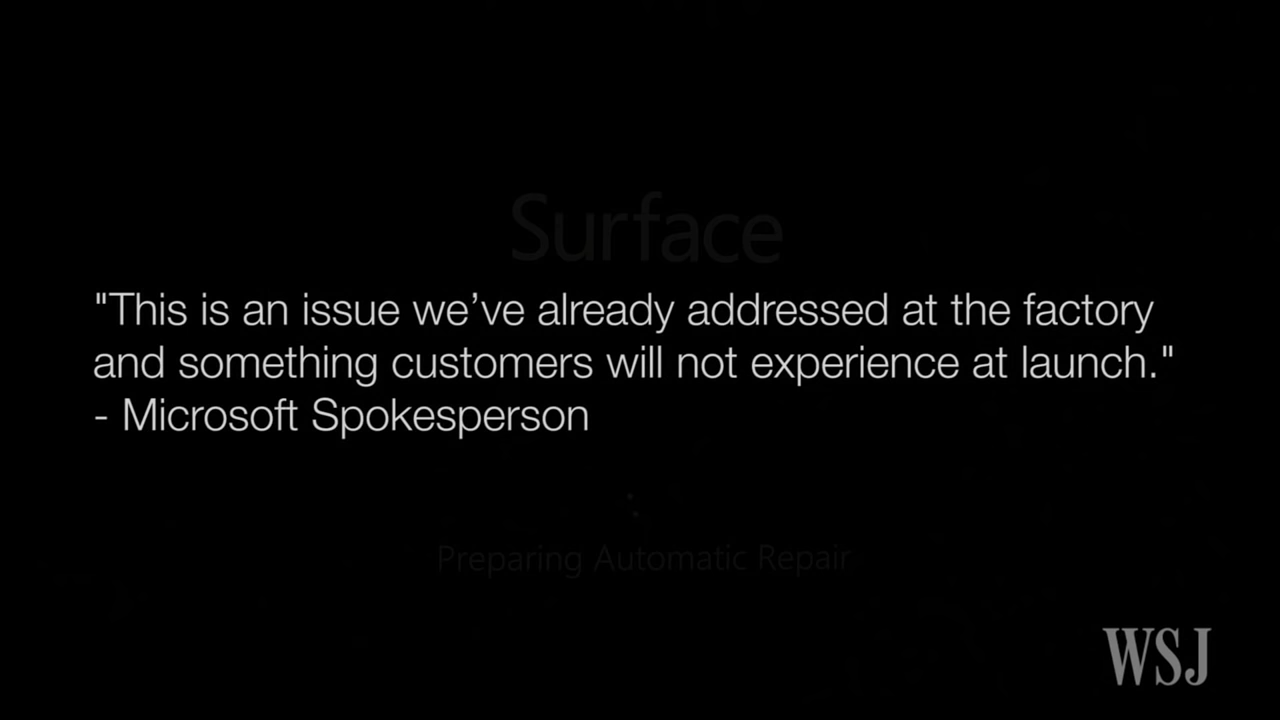 Surface
"This is an issue we’ve already addressed at the factory
and something customers will not experience at launch."
- Microsoft Spokesperson
Preparing Automatic Repair
WSJ